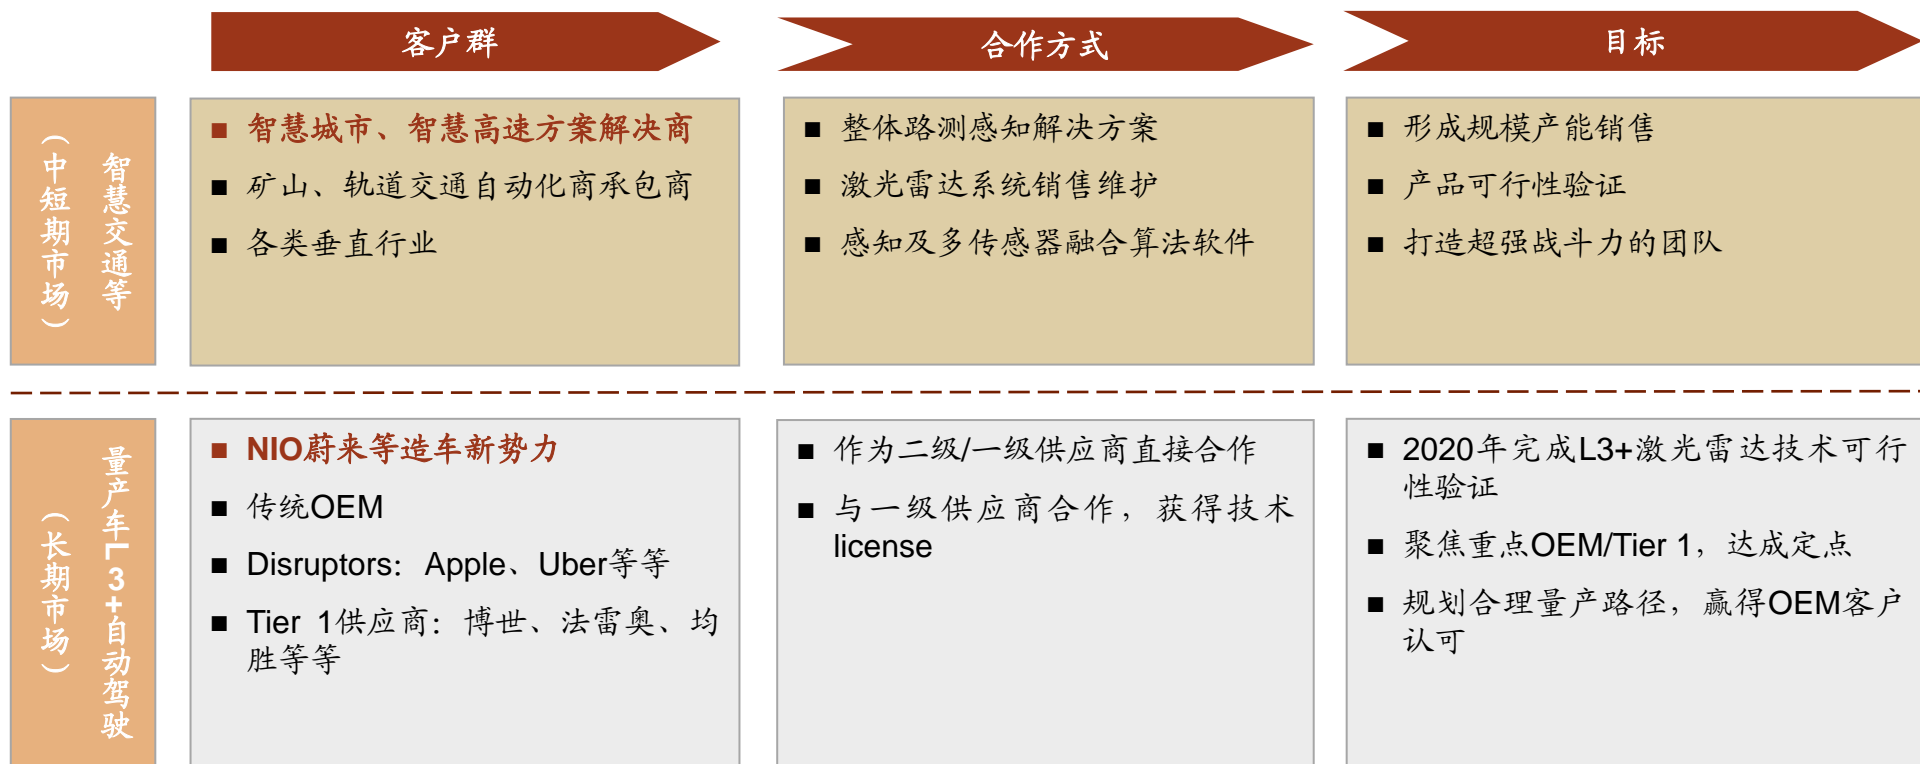 客户群
合作方式
目标
智慧交通等
（中短期市场）
■ 智慧城市、智慧高速方案解决商
■ 矿山、轨道交通自动化商承包商
■ 各类垂直行业
■ 整体路测感知解决方案
■ 激光雷达系统销售维护
■ 感知及多传感器融合算法软件
■ 形成规模产能销售
■ 产品可行性验证
■ 打造超强战斗力的团队
量产车L3+自动驾驶
（长期市场）
■ NIO蔚来等造车新势力
■ 传统OEM
■ Disruptors：Apple、Uber等等
■ Tier 1供应商：博世、法雷奥、均
胜等等
■ 作为二级/一级供应商直接合作
■ 与一级供应商合作，获得技术
license
■ 2020年完成L3+激光雷达技术可行
性验证
■ 聚焦重点OEM/Tier 1，达成定点
■ 规划合理量产路径，赢得OEM客户
认可